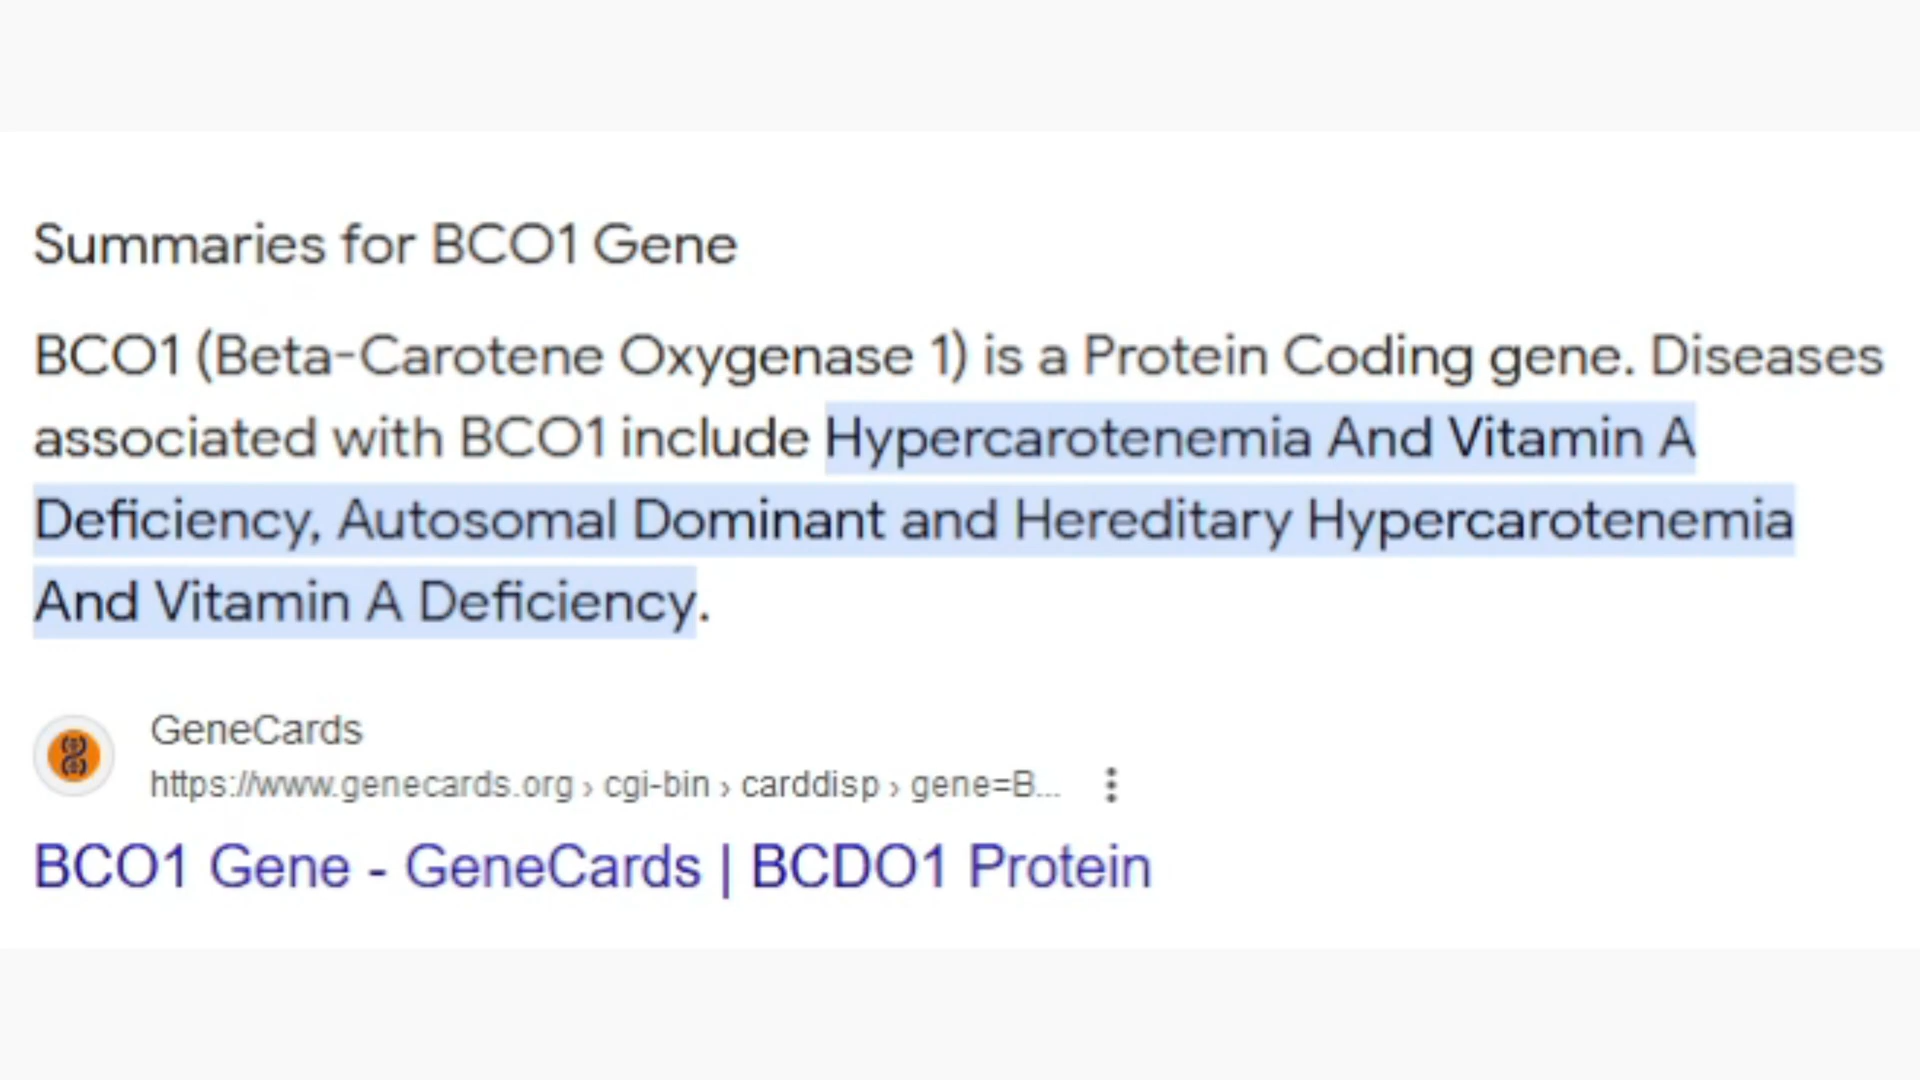 Summaries for BCO1 Gene
BCO1 (Beta-Carotene Oxygenase 1) is a Protein Coding gene. Diseases
associated with BCO1 include Hypercarotenemia And Vitamin A
Deficiency, Autosomal Dominant and Hereditary Hypercarotenemia
And Vitamin A Deficiency.
GeneCards
https://www.genecards.org › cgi-bin › carddisp › gene=B...
BCO1 Gene - GeneCards | BCDO1 Protein